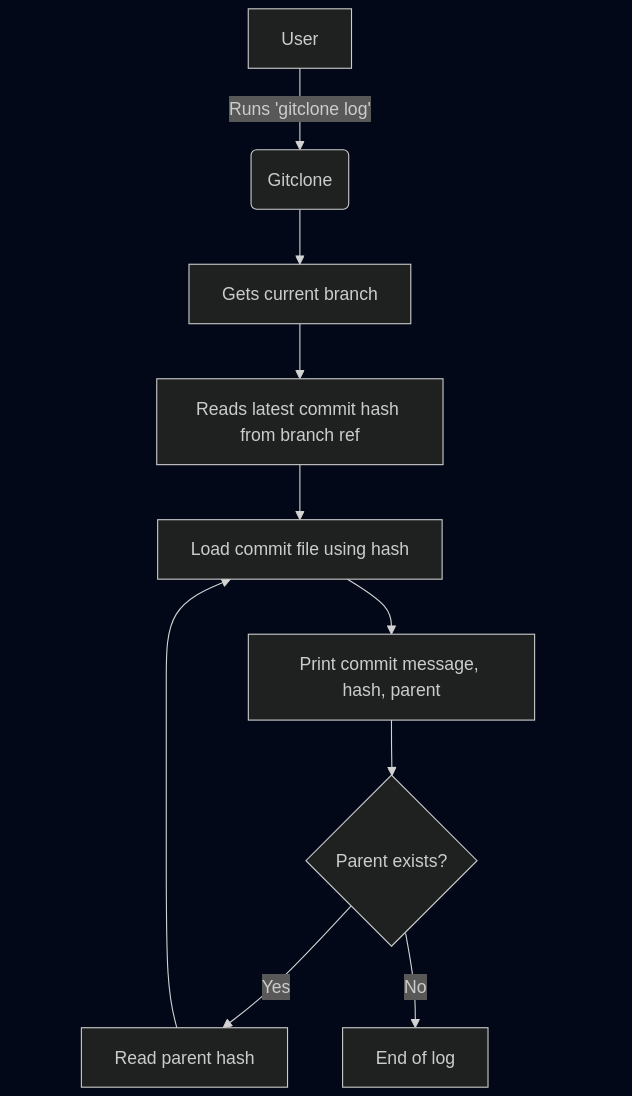 User
Runs 'gitclone log'
Gitclone
Gets current branch
Reads latest commit hash
from branch ref
Load commit file using hash
Print commit message,
hash, parent
Parent exists?
Yes
No
Read parent hash
End of log